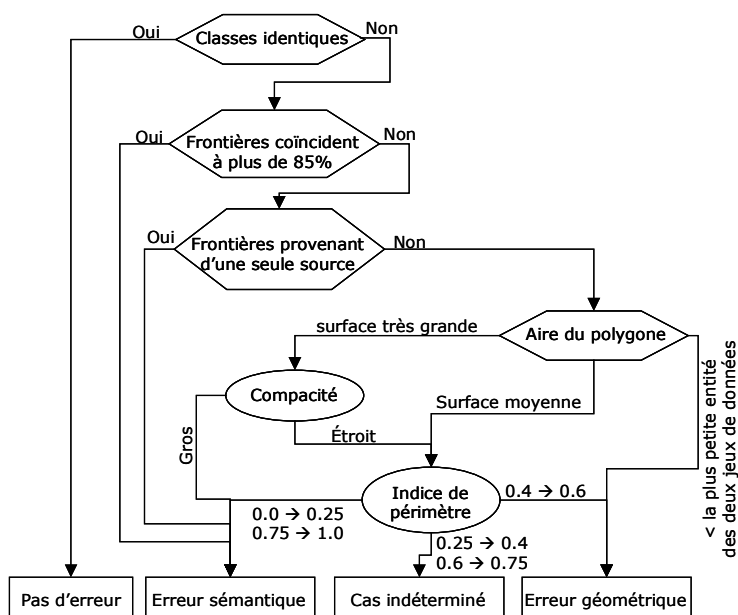 Classes identiques
Oui
Non
Frontières coïncident
à plus de 85%
Oui
Non
Frontières provenant
d'une seule source
Oui
Non
Aire du polygone
surface très grande
Surface moyenne
< la plus petite entité
des deux jeux de données
Compacité
Gros
Étroit
Indice de
périmètre
0.0 → 0.25
0.75 → 1.0
0.4 → 0.6
0.25 → 0.4
0.6 → 0.75
Pas d'erreur
Erreur sémantique
Cas indéterminé
Erreur géométrique